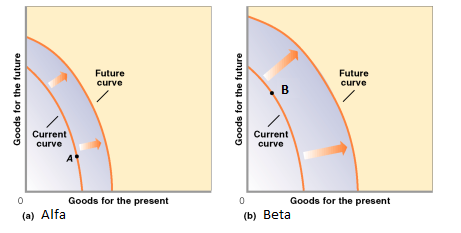 Goods for the future
Future
curve
Current
curve
A
0
Goods for the present
(a) Alfa
Goods for the future
B
Future
curve
Current
curve
0
Goods for the present
(b) Beta